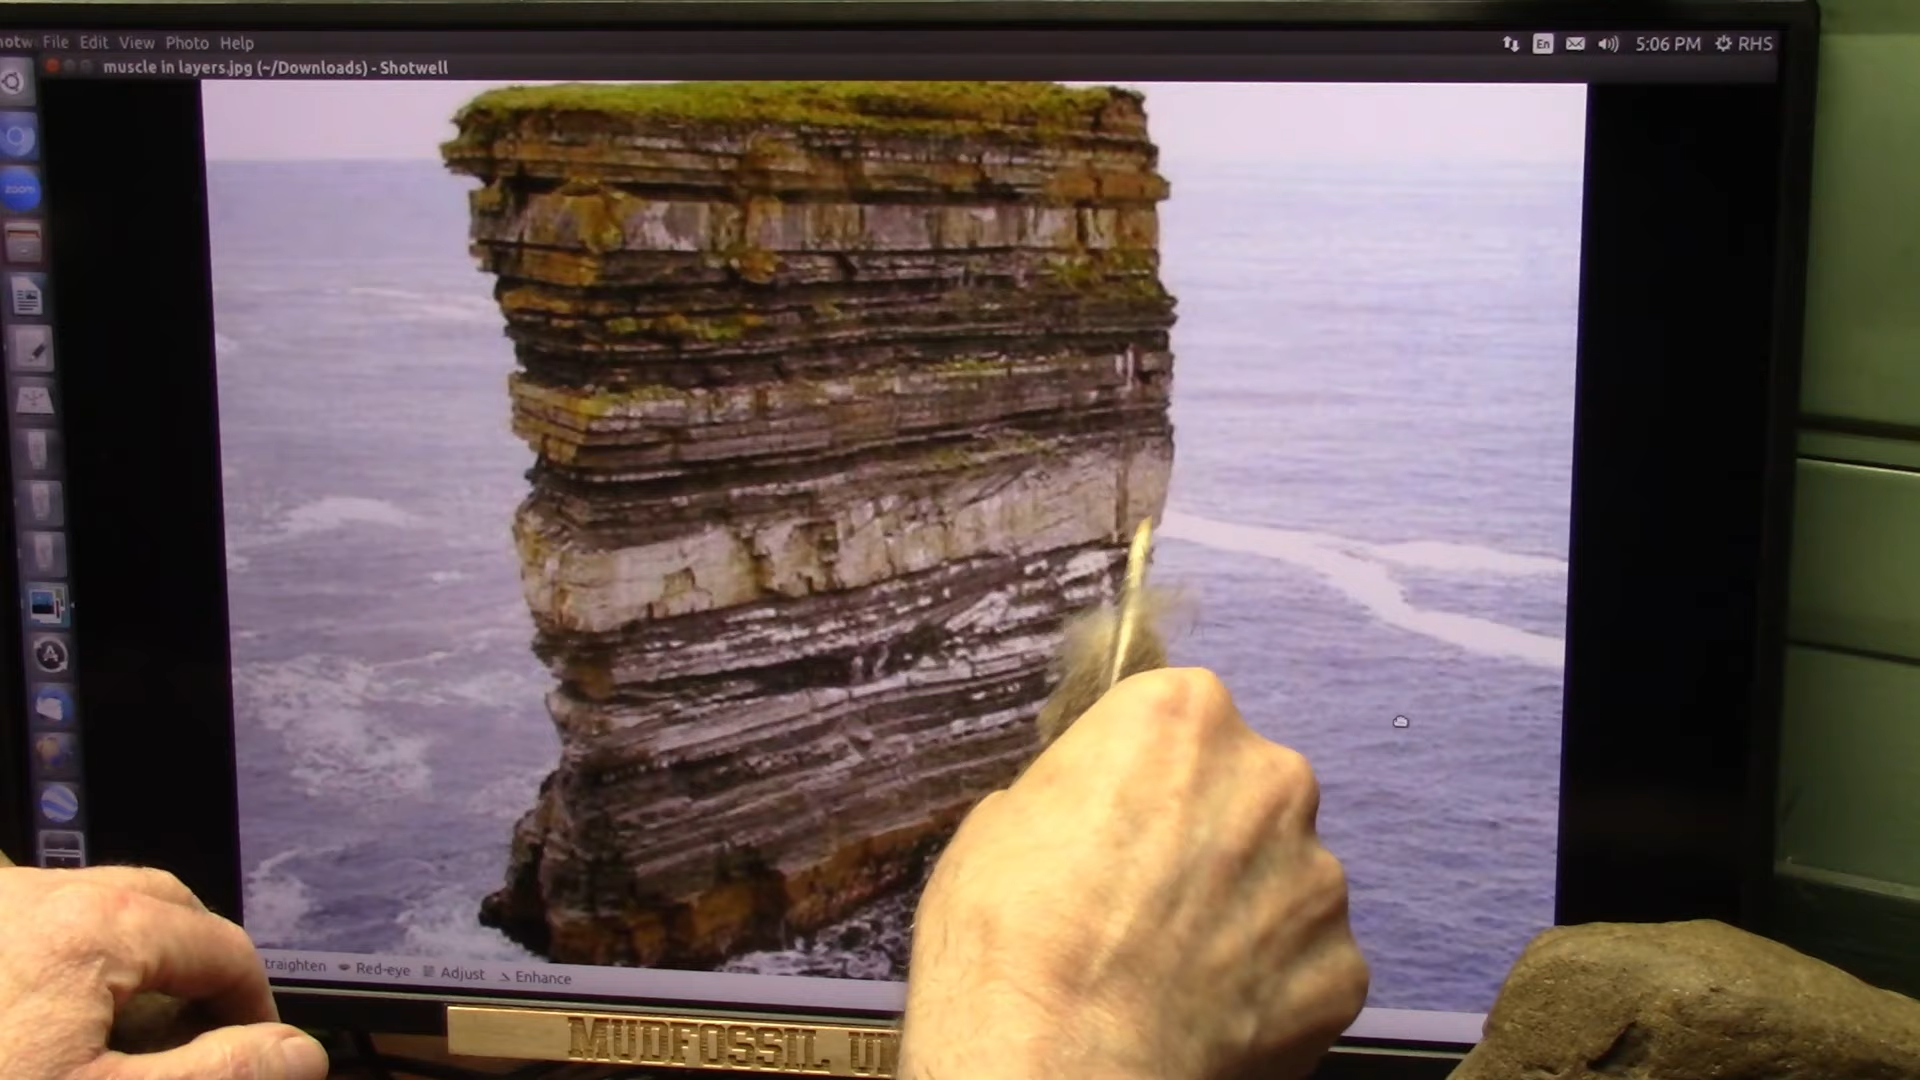 File Edit View Photo Help
En
5:06 PM
RHS
muscle in layers.jpg (~/Downloads) - Shotwell
zoom
traighten Red-eye Adjust Enhance
MUDFOSSIL